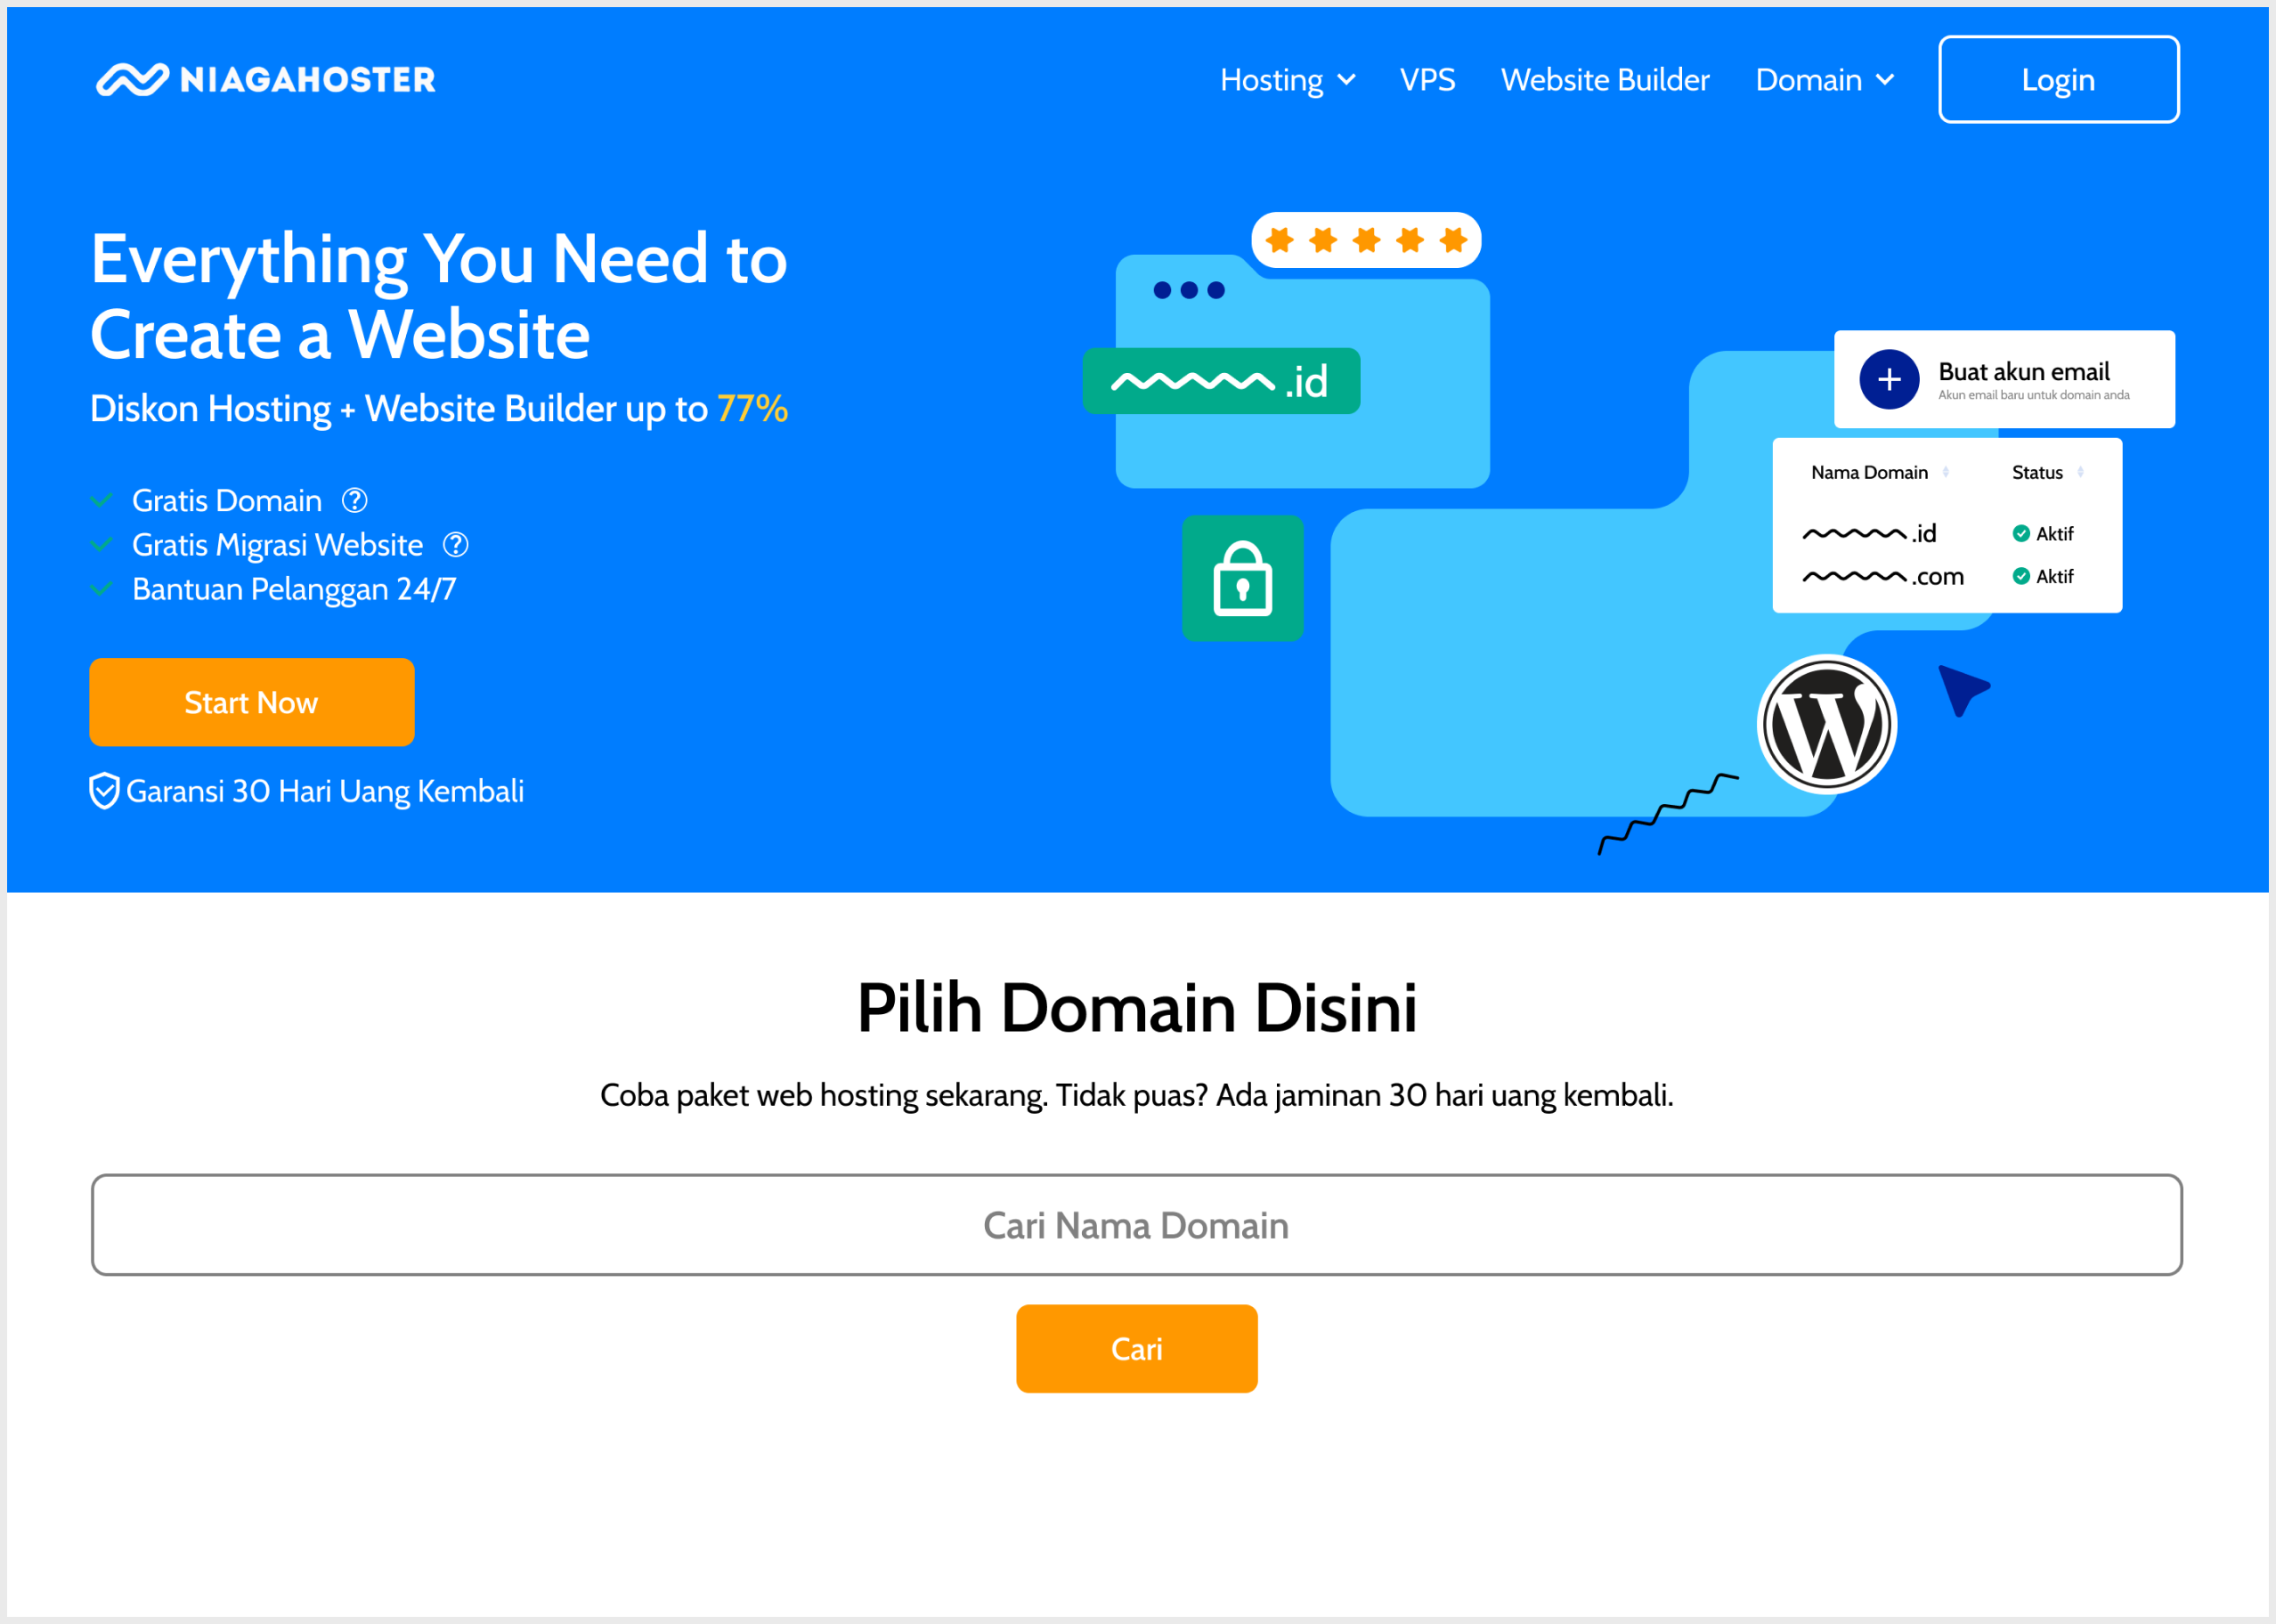 NIAGAHOSTER
Hosting VPS Website Builder Domain Login
Everything You Need to
Create a Website
Diskon Hosting + Website Builder up to 77%
Gratis Domain
Gratis Migrasi Website
Bantuan Pelanggan 24/7
Start Now
Garansi 30 Hari Uang Kembali
.id
Buat akun email
Akun email baru untuk domain anda
Nama Domain Status
.id Aktif
.com Aktif
Pilih Domain Disini
Coba paket web hosting sekarang. Tidak puas? Ada jaminan 30 hari uang kembali.
Cari Nama Domain
Cari